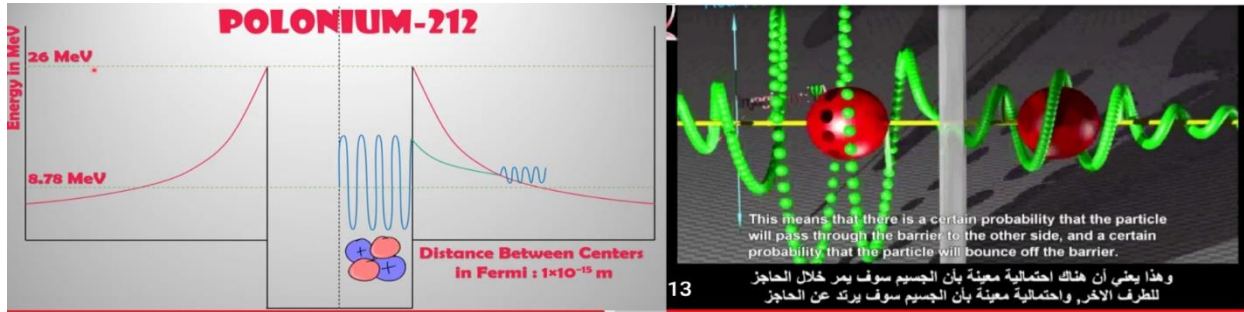 POLONIUM-212
Energy in MeV
26 MeV
8.78 MeV
+
+
Distance Between Centers
in Fermi : 1×10⁻¹⁵ m
This means that there is a certain probability that the particle
will pass through the barrier to the other side, and a certain
probability that the particle will bounce off the barrier.
وهذا يعني أن هناك احتمالية معينة بأن الجسيم سوف يمر خلال الحاجز
للطرف الاخر, واحتمالية معينة بأن الجسيم سوف يرتد عن الحاجز
13